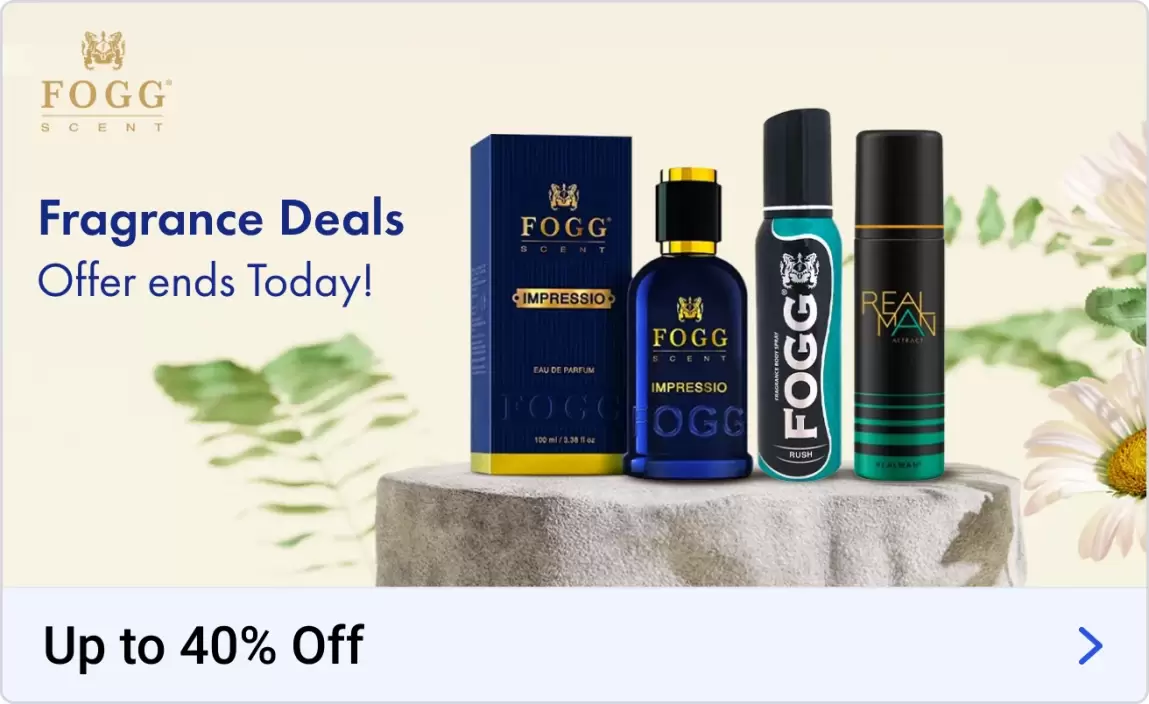 FOGG®
SCENT
Fragrance Deals
Offer ends Today!
FOGG®
SCENT
IMPRESSIO
EAU DE PARFUM
FOGG
100 ml / 3.38 fl oz
FOGG
SCENT
IMPRESSIO
FOGG
FRAGRANCE BODY SPRAY
FOGG®
RUSH
REAL
MAN
ATTRACT
REALMAN
Up to 40% Off